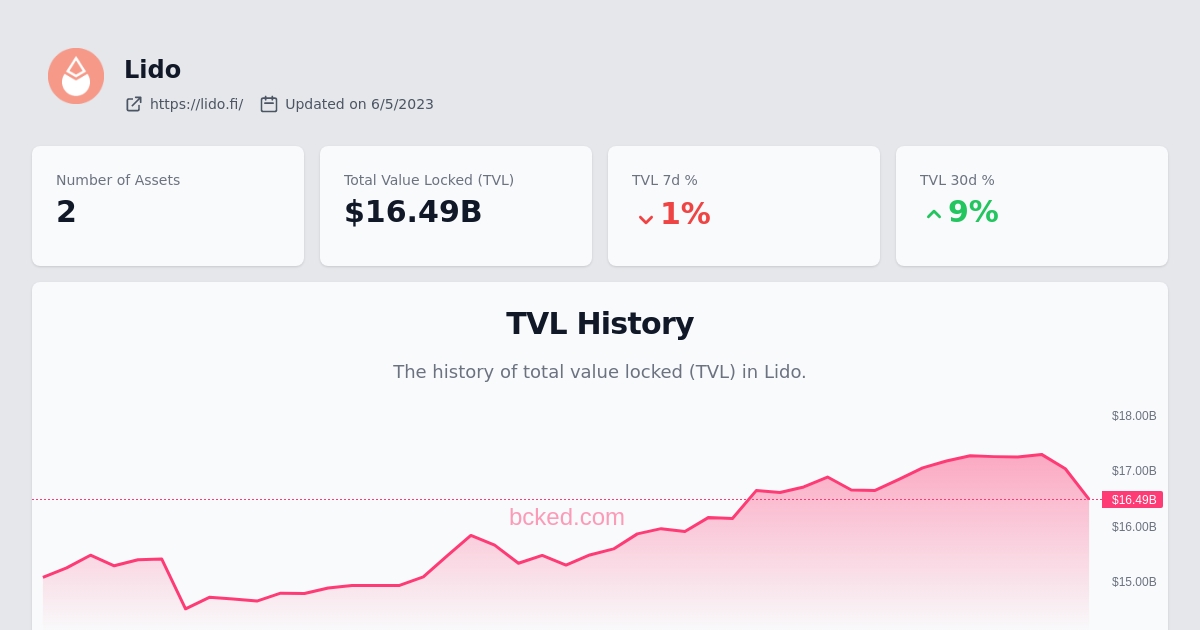 Lido
https://lido.fi/ Updated on 6/5/2023
Number of Assets
2
Total Value Locked (TVL)
$16.49B
TVL 7d %
1%
TVL 30d %
9%
TVL History
The history of total value locked (TVL) in Lido.
$18.00B
$17.00B
$16.49B
bcked.com
$16.00B
$15.00B